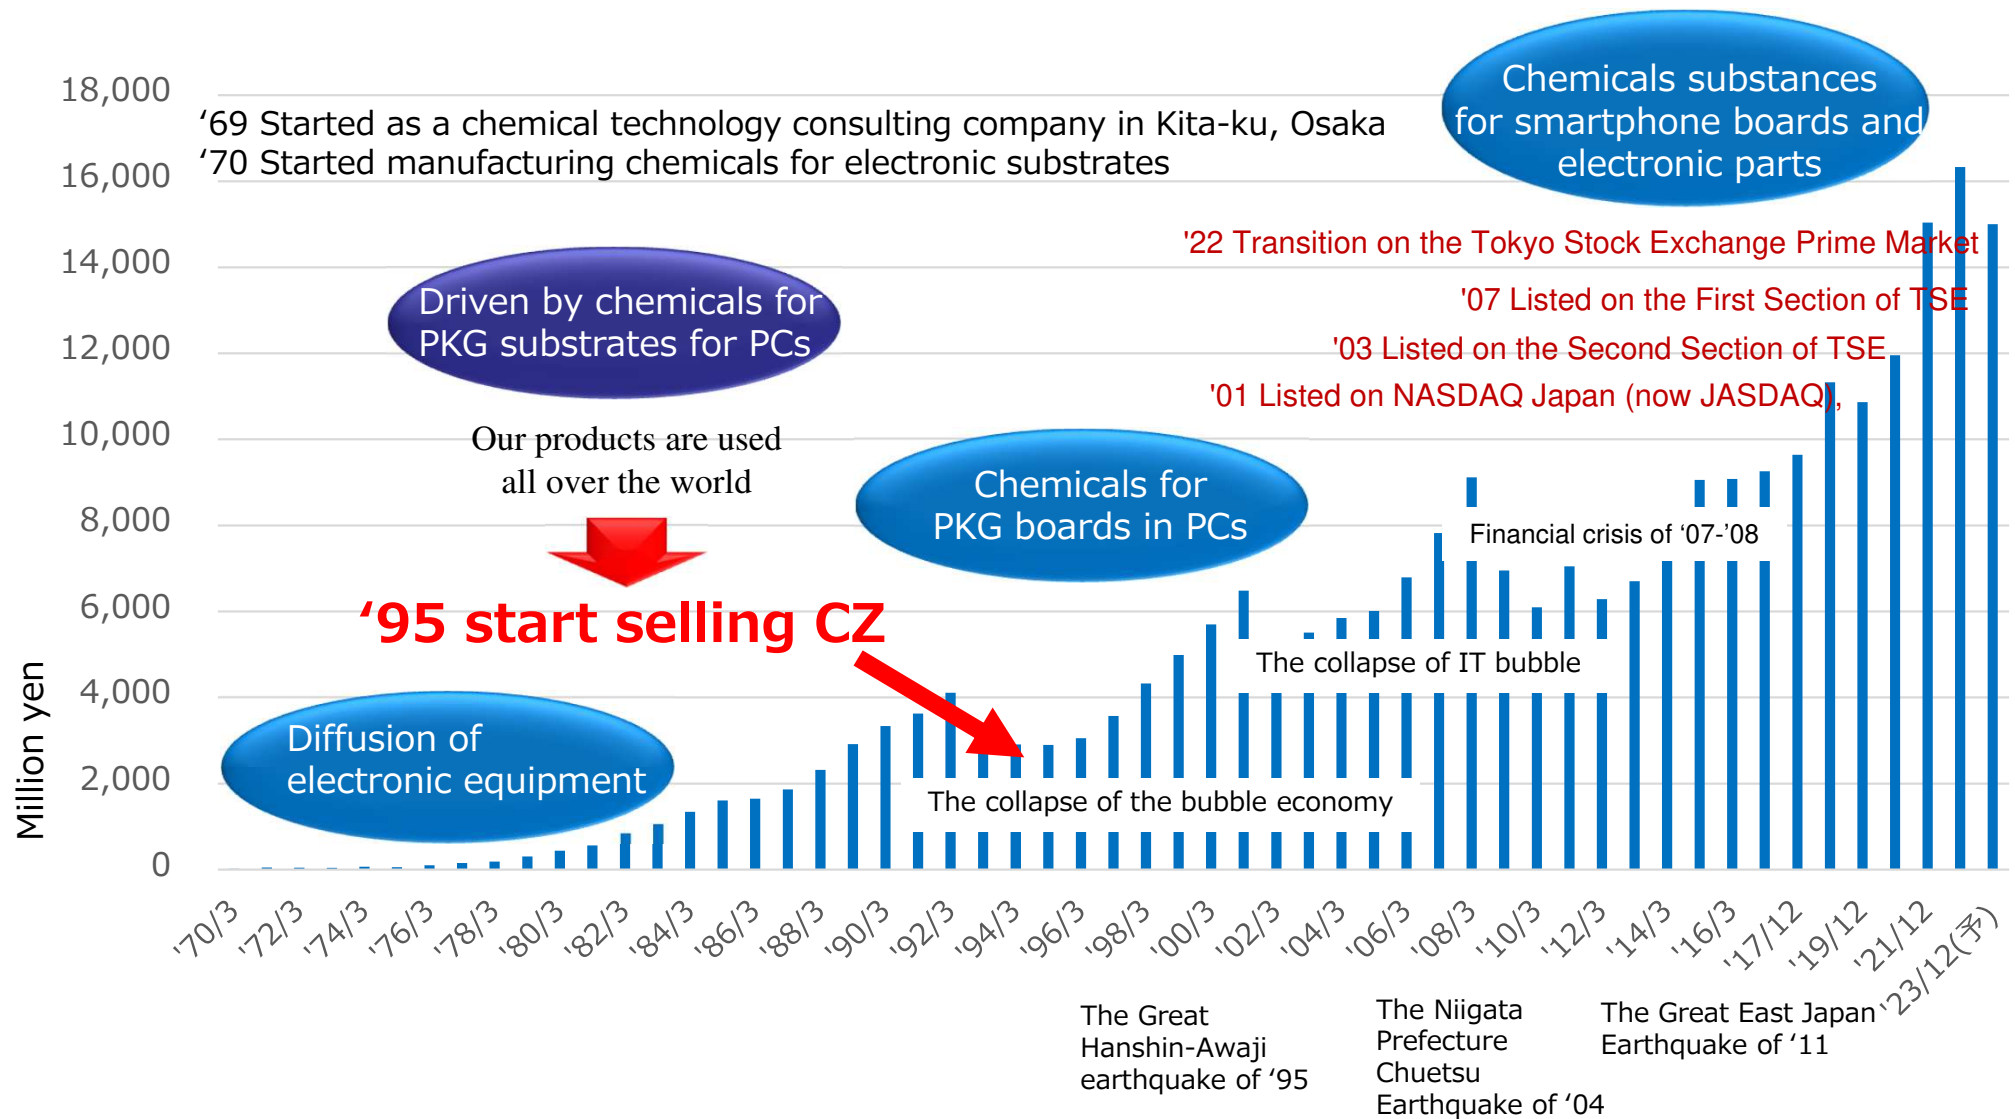 18,000
16,000
14,000
12,000
10,000
8,000
6,000
4,000
2,000
0
Million yen
‘69 Started as a chemical technology consulting company in Kita-ku, Osaka
‘70 Started manufacturing chemicals for electronic substrates
Chemicals substances
for smartphone boards and
electronic parts
'22 Transition on the Tokyo Stock Exchange Prime Market
'07 Listed on the First Section of TSE
'03 Listed on the Second Section of TSE
'01 Listed on NASDAQ Japan (now JASDAQ),
Driven by chemicals for
PKG substrates for PCs
Our products are used
all over the world
‘95 start selling CZ
Chemicals for
PKG boards in PCs
Financial crisis of ‘07-’08
The collapse of IT bubble
Diffusion of
electronic equipment
The collapse of the bubble economy
'70/3
'72/3
'74/3
'76/3
'78/3
'80/3
'82/3
'84/3
'86/3
'88/3
'90/3
'92/3
'94/3
'96/3
'98/3
'00/3
'02/3
'04/3
'06/3
'08/3
'10/3
'12/3
'14/3
'16/3
'17/12
'19/12
'21/12
'23/12(予)
The Great
Hanshin-Awaji
earthquake of ‘95
The Niigata
Prefecture
Chuetsu
Earthquake of ‘04
The Great East Japan
Earthquake of ‘11